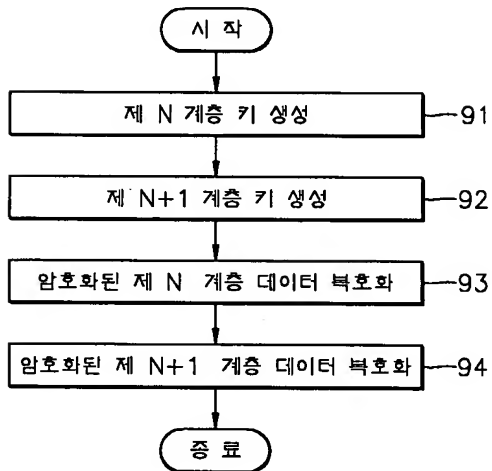 시 작
제 N 계층 키 생성 91
제 N+1 계층 키 생성 92
암호화된 제 N 계층 데이터 복호화 93
암호화된 제 N+1 계층 데이터 복호화 94
종 료